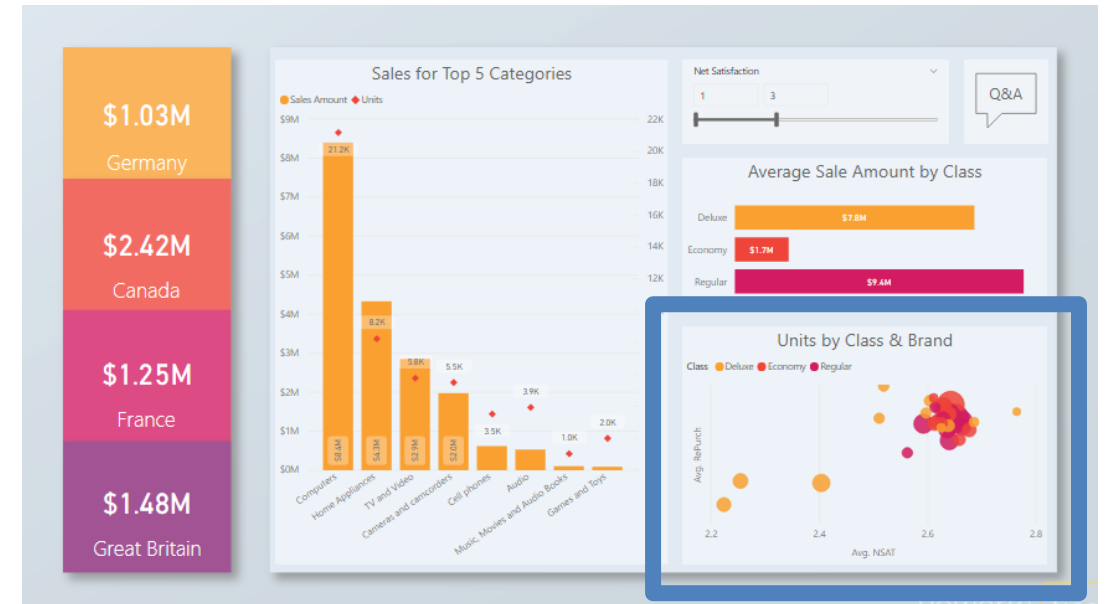 $1.03M
Germany
$2.42M
Canada
$1.25M
France
$1.48M
Great Britain
Sales for Top 5 Categories
Sales Amount Units
$9M
$8M
$7M
$6M
$5M
$4M
$3M
$2M
$1M
$0M
22K
20K
18K
16K
14K
12K
21.2K
8.2K
5.8K
5.5K
3.5K
3.9K
1.0K
2.0K
$8.4M
$4.3M
$2.9M
$2.0M
Computers
Home Appliances
TV and Video
Cameras and camcorders
Cell phones
Audio
Music, Movies and Audio Books
Games and Toys
Net Satisfaction
1 3
Q&A
Average Sale Amount by Class
Deluxe $7.8M
Economy $1.7M
Regular $9.4M
Units by Class & Brand
Class Deluxe Economy Regular
Avg. RePurch
2.2 2.4 2.6 2.8
Avg. NSAT